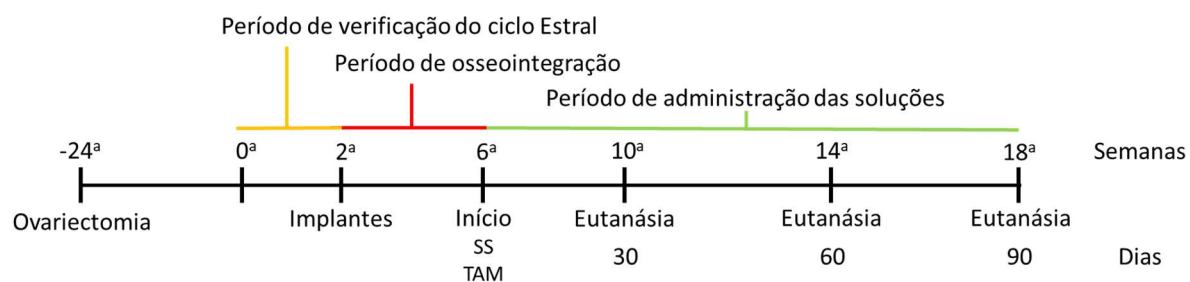 Período de verificação do ciclo Estral
Período de osseointegração
Período de administração das soluções
-24ª 0ª 2ª 6ª 10ª 14ª 18ª Semanas
Ovariectomia Implantes Início Eutanásia Eutanásia Eutanásia
SS
30 60 90 Dias
TAM